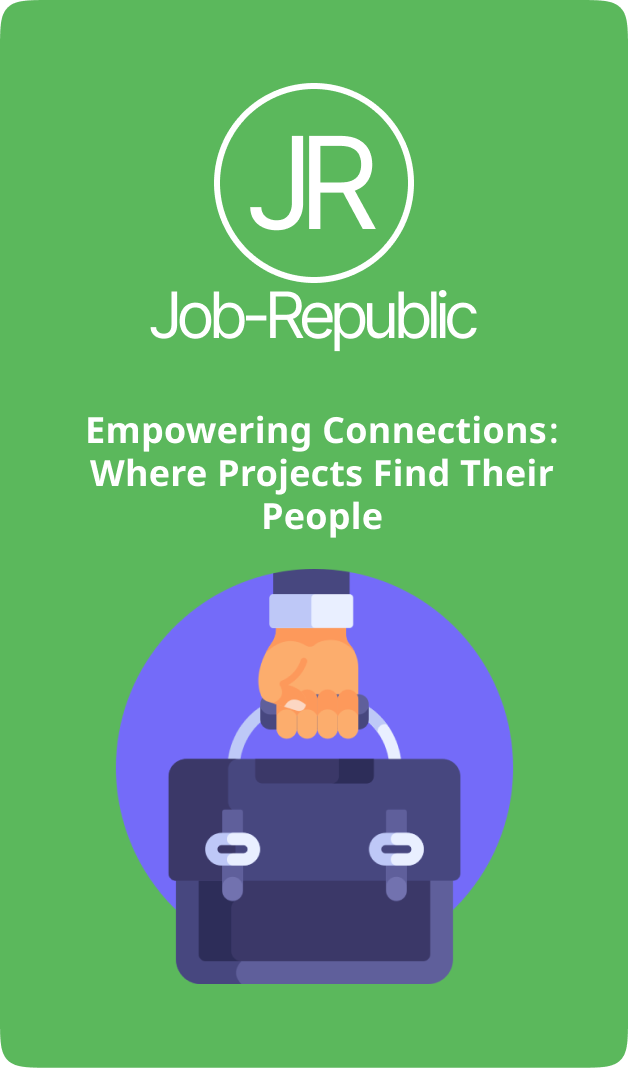 JR
Job-Republic
Empowering Connections:
Where Projects Find Their
People